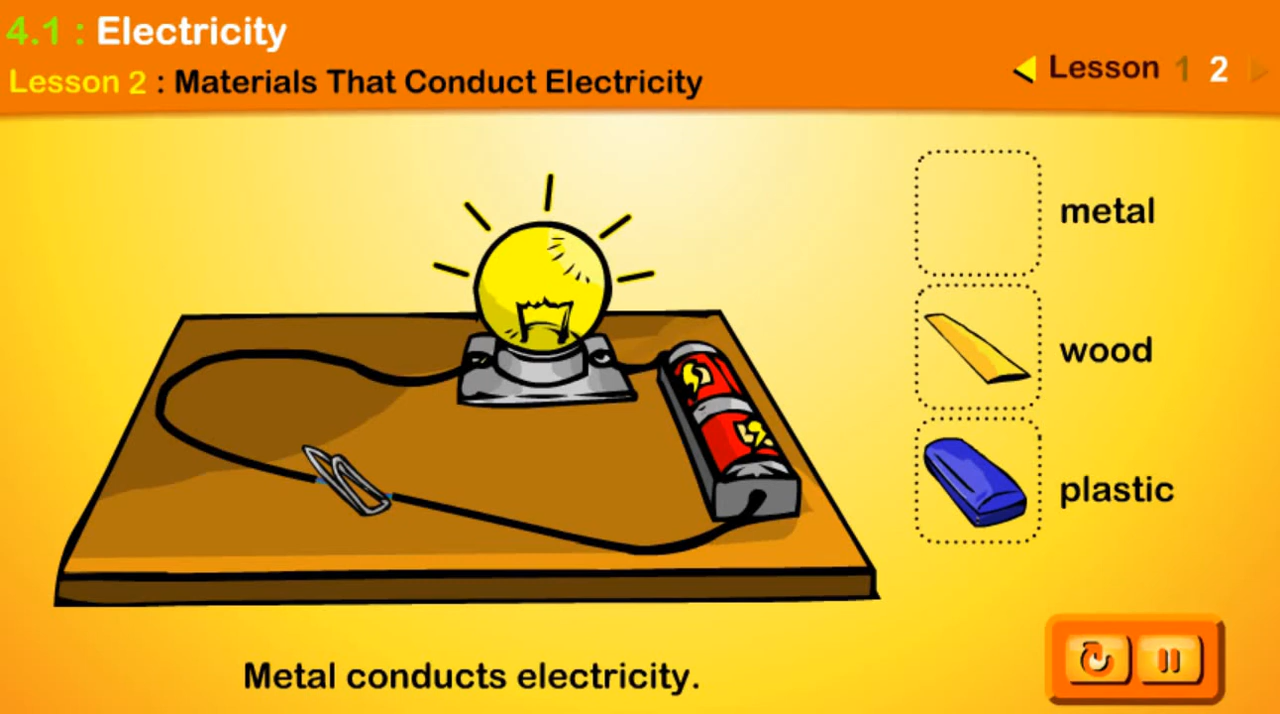 4.1 : Electricity
Lesson 2 : Materials That Conduct Electricity
Lesson 1 2
metal
wood
plastic
Metal conducts electricity.